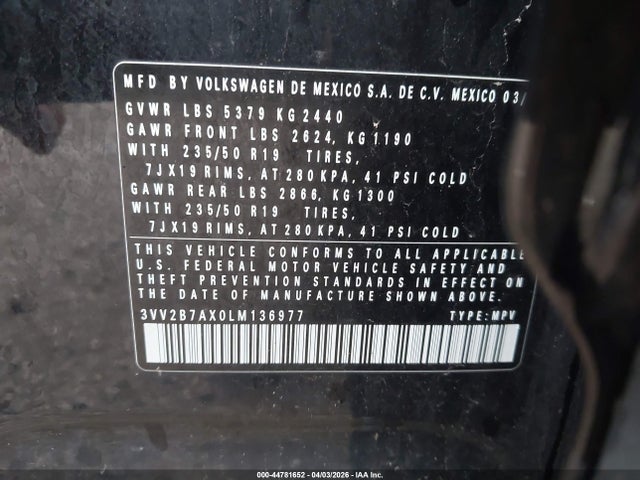 MFD BY VOLKSWAGEN DE MEXICO S.A. DE C.V. MEXICO 03/
GVWR LBS 5379 KG 2440
GAWR FRONT LBS 2624, KG 1190
WITH 235/50 R19 TIRES,
7JX19 RIMS, AT 280 KPA, 41 PSI COLD
GAWR REAR LBS 2866, KG 1300
WITH 235/50 R19 TIRES,
7JX19 RIMS, AT 280 KPA, 41 PSI COLD
THIS VEHICLE CONFORMS TO ALL APPLICABLE
U.S. FEDERAL MOTOR VEHICLE SAFETY AND
THEFT PREVENTION STANDARDS IN EFFECT ON THE
DATE OF MANUFACTURE SHOWN ABOVE.
3VV2B7AX0LM136977 TYPE: MPV
000-44781652 - 04/03/2026 - IAA Inc.